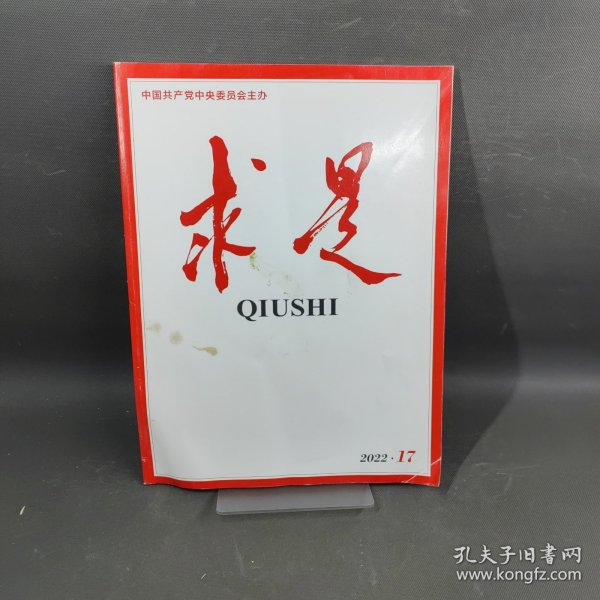 中国共产党中央委员会主办
求是
QIUSHI
2022·17
孔夫子旧书网
www.kongfz.com